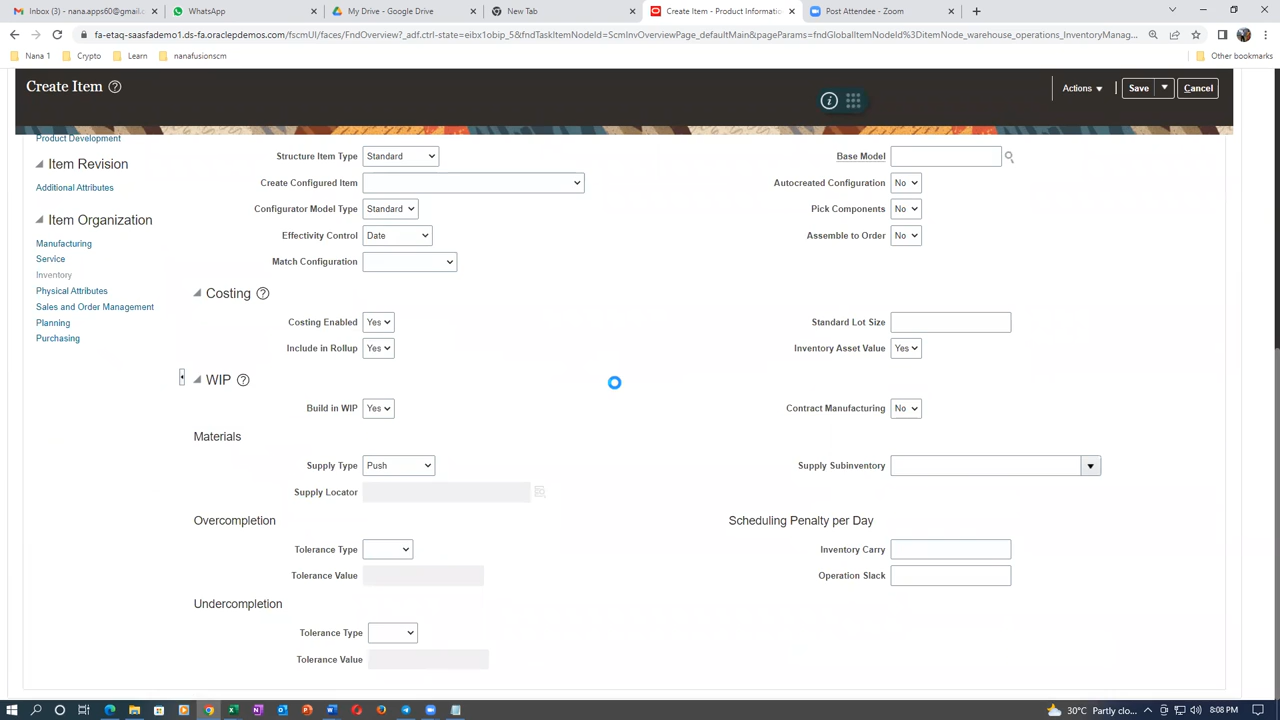 nana.apps60@gmail.c
WhatsApp
My Drive - Google Drive
New Tab
Create Item - Product Informatio
Post Attendee - Zoom
fa-etaq-saasfademo1.ds-fa.oraclepdemos.com/fscmUI/faces/FndOverview?_adf.ctrl-state=eibx1obip_5&fndTaskItemNodeId=ScmInvOverviewPage_defaultMain&pageParams=fndGlobalItemNodeId%3DitemNode_warehouse_operations_InventoryManag...
Nana 1
Crypto
Learn
nanafusionscm
Other bookmarks
Create Item
Actions
Save
Cancel
Product Development
Item Revision
Additional Attributes
Item Organization
Manufacturing
Service
Inventory
Physical Attributes
Sales and Order Management
Planning
Purchasing
Structure Item Type Standard
Base Model
Create Configured Item
Autocreated Configuration No
Configurator Model Type Standard
Pick Components No
Effectivity Control Date
Assemble to Order No
Match Configuration
Costing
Costing Enabled Yes
Standard Lot Size
Include in Rollup Yes
Inventory Asset Value Yes
WIP
Build in WIP Yes
Contract Manufacturing No
Materials
Supply Type Push
Supply Subinventory
Supply Locator
Overcompletion
Scheduling Penalty per Day
Tolerance Type
Inventory Carry
Tolerance Value
Operation Slack
Undercompletion
Tolerance Type
Tolerance Value
30°C Partly clo...
8:08 PM